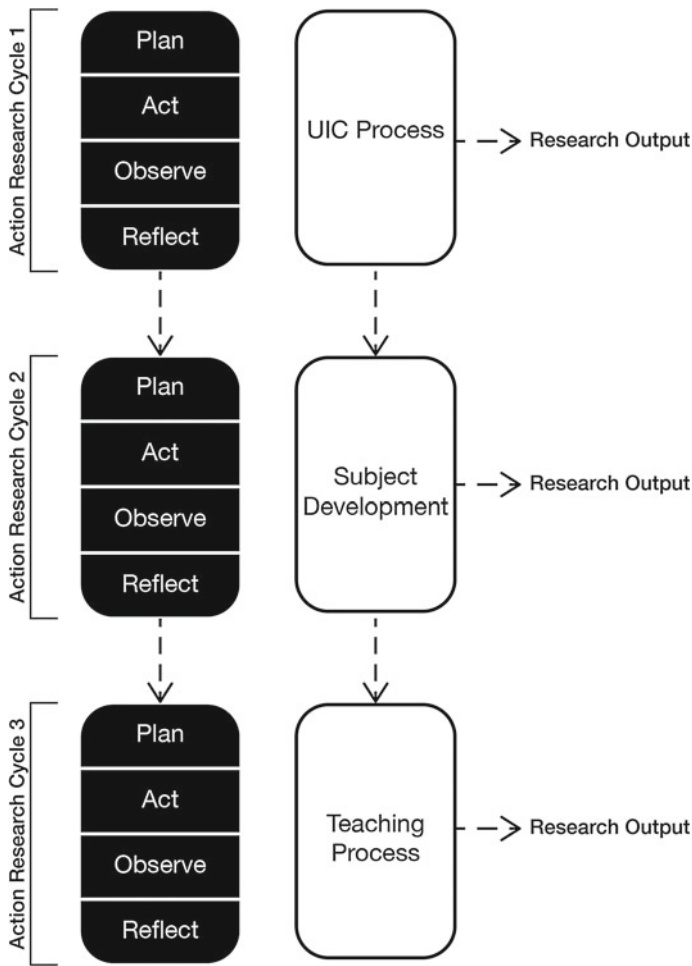 Action Research Cycle 1
Plan
Act
Observe
Reflect
UIC Process
Research Output
Action Research Cycle 2
Plan
Act
Observe
Reflect
Subject
Development
Research Output
Action Research Cycle 3
Plan
Act
Observe
Reflect
Teaching
Process
Research Output